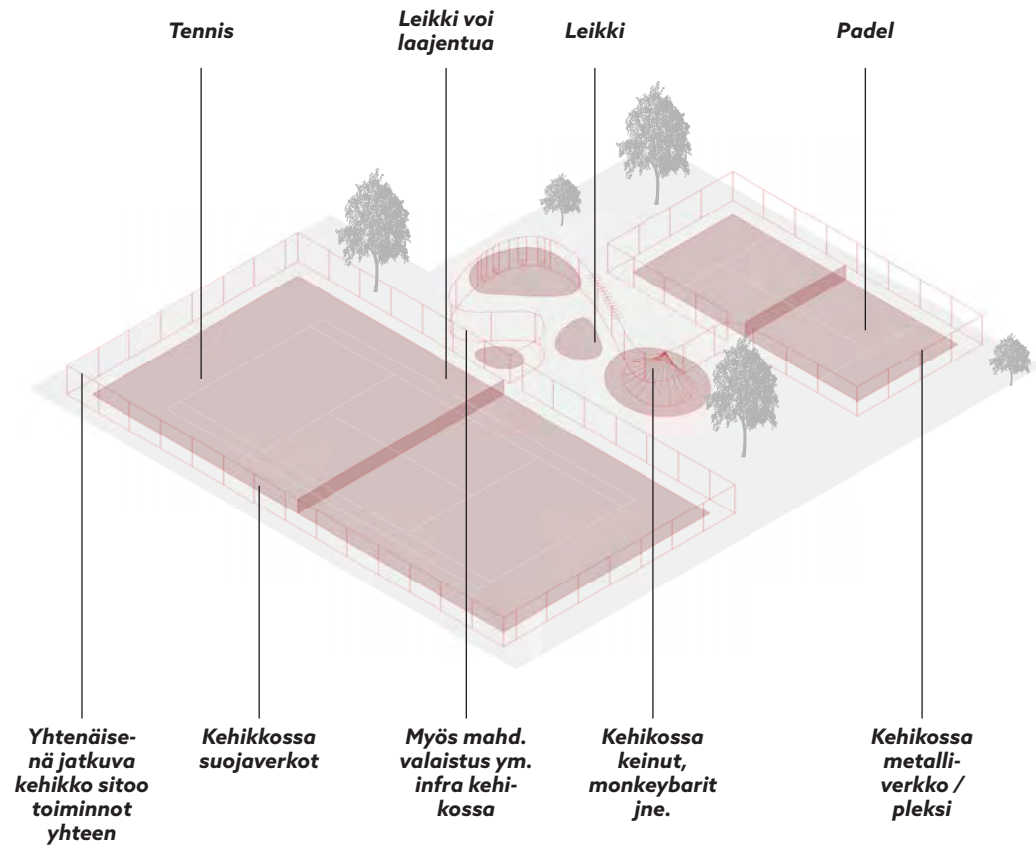 Tennis
Leikki voi
laajentua
Leikki
Padel
Yhtenäise-
nä jatkuva
kehikko sitoo
toiminnot
yhteen
Kehikkossa
suojaverkot
Myös mahd.
valaistus ym.
infra kehi-
kossa
Kehikossa
keinut,
monkeybarit
jne.
Kehikossa
metalli-
verkko /
pleksi